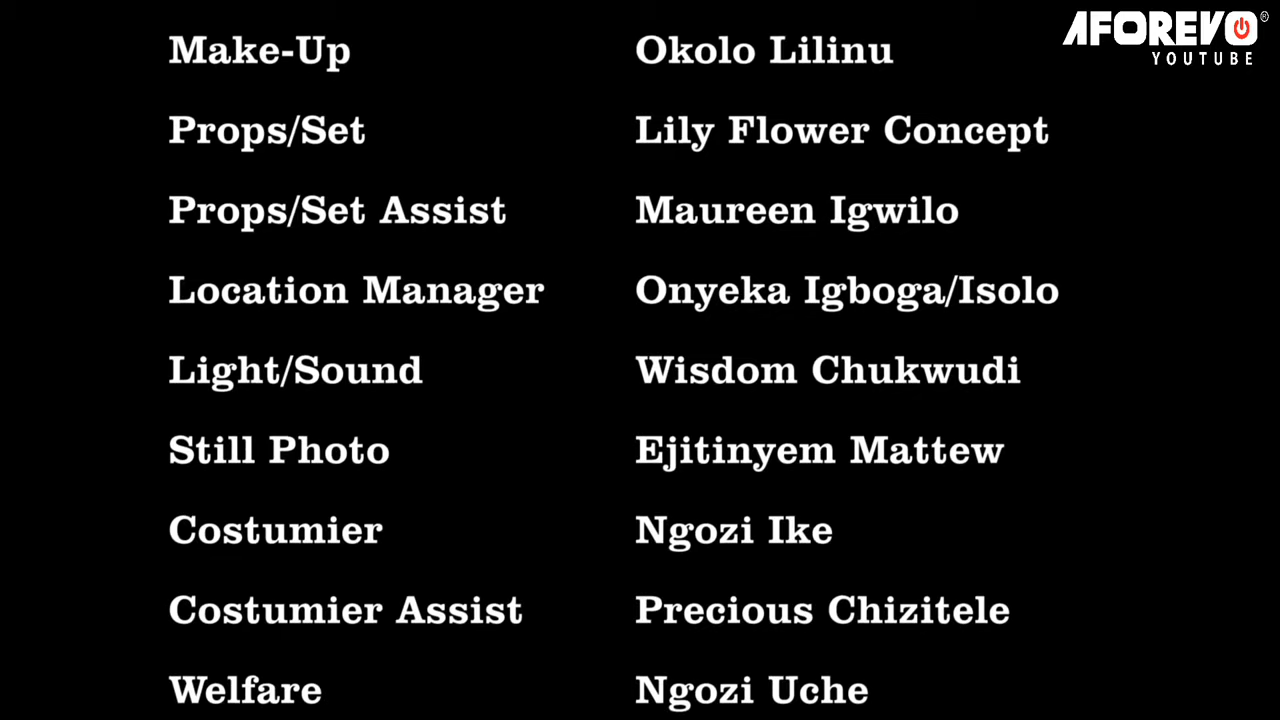 AFOREVO ®
YOUTUBE
Make-Up Okolo Lilinu
Props/Set Lily Flower Concept
Props/Set Assist Maureen Igwilo
Location Manager Onyeka Igboga/Isolo
Light/Sound Wisdom Chukwudi
Still Photo Ejitinyem Mattew
Costumier Ngozi Ike
Costumier Assist Precious Chizitele
Welfare Ngozi Uche